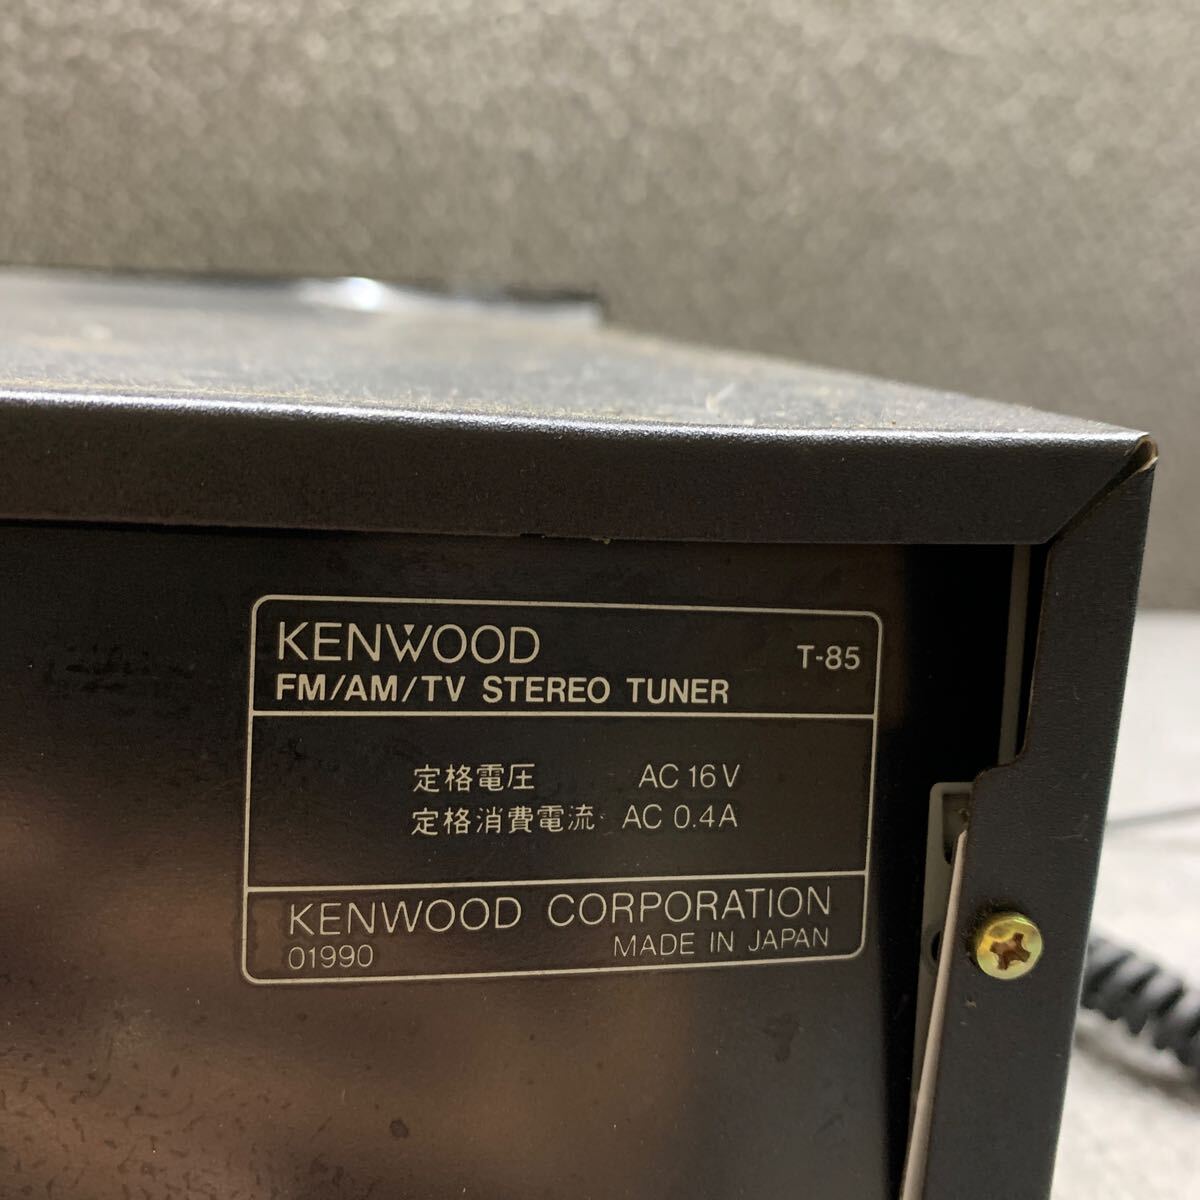 KENWOOD
T-85
FM/AM/TV STEREO TUNER
定格電圧 AC 16V
定格消費電流 AC 0.4A
KENWOOD CORPORATION
01990 MADE IN JAPAN